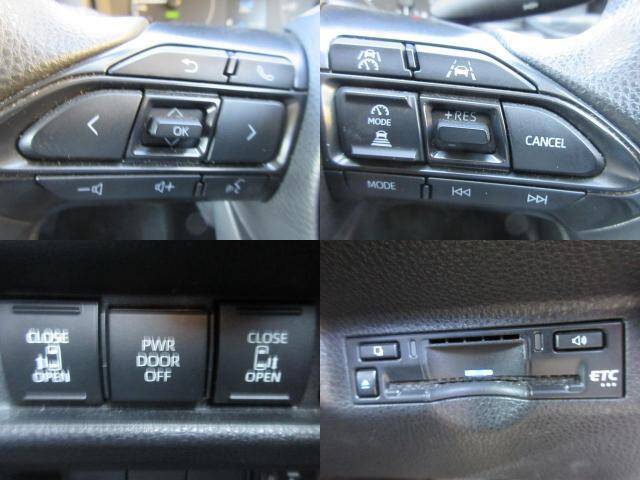 OK
MODE
+RES
CANCEL
MODE
CLOSE
OPEN
PWR
DOOR
OFF
CLOSE
OPEN
ETC